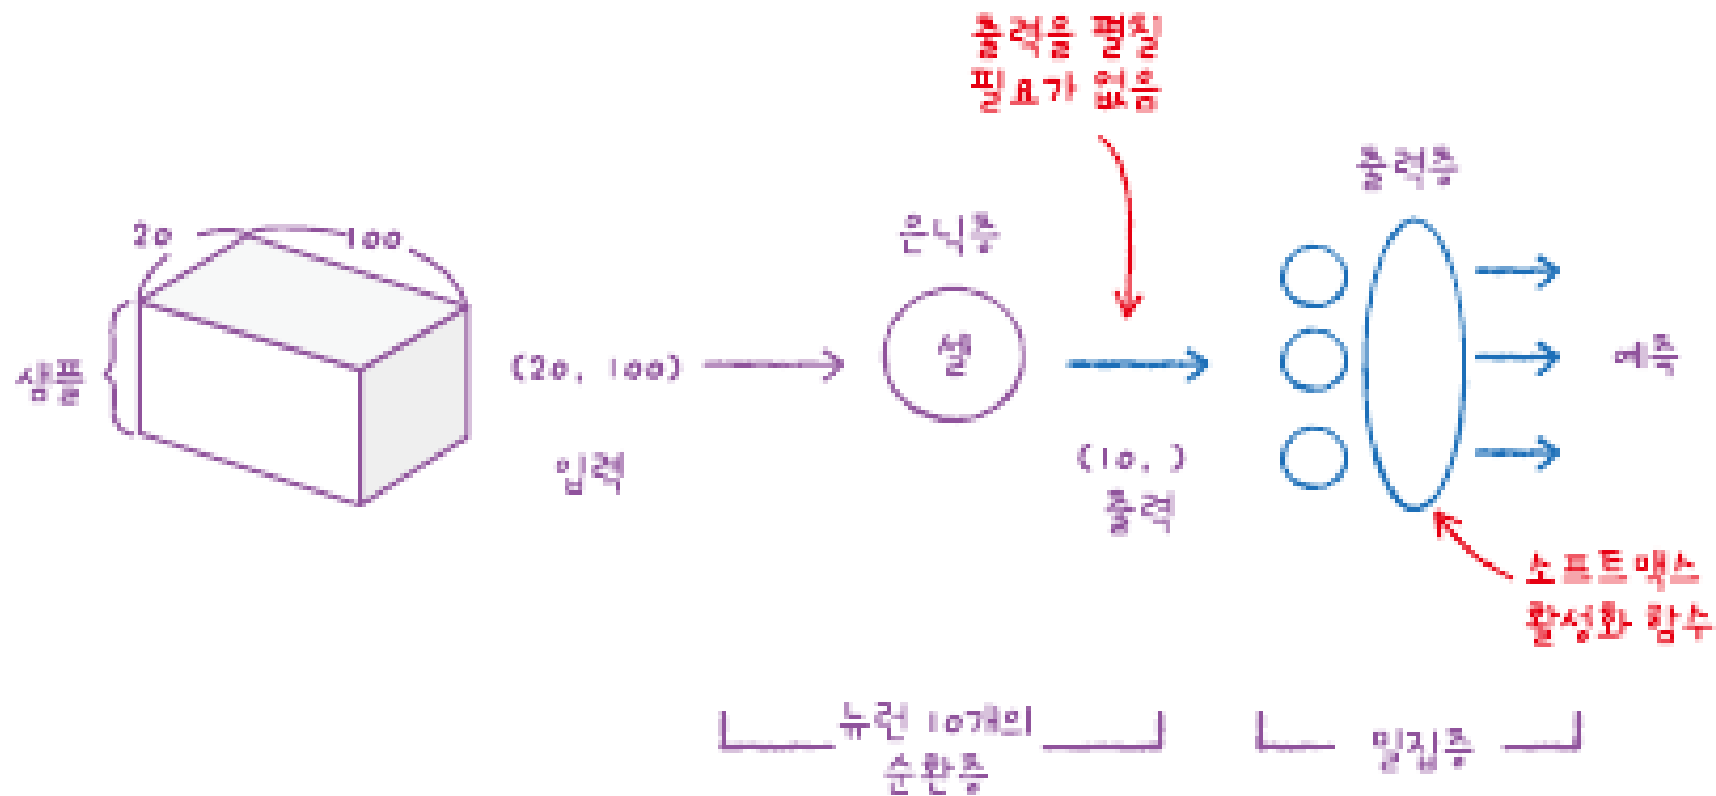 출력을 펼칠
필요가 없음
출력층
은닉층
20
100
샘플
(20, 100)
입력
셀
(10, )
출력
예측
소프트맥스
활성화 함수
뉴런 10개의
순환층
밀집층